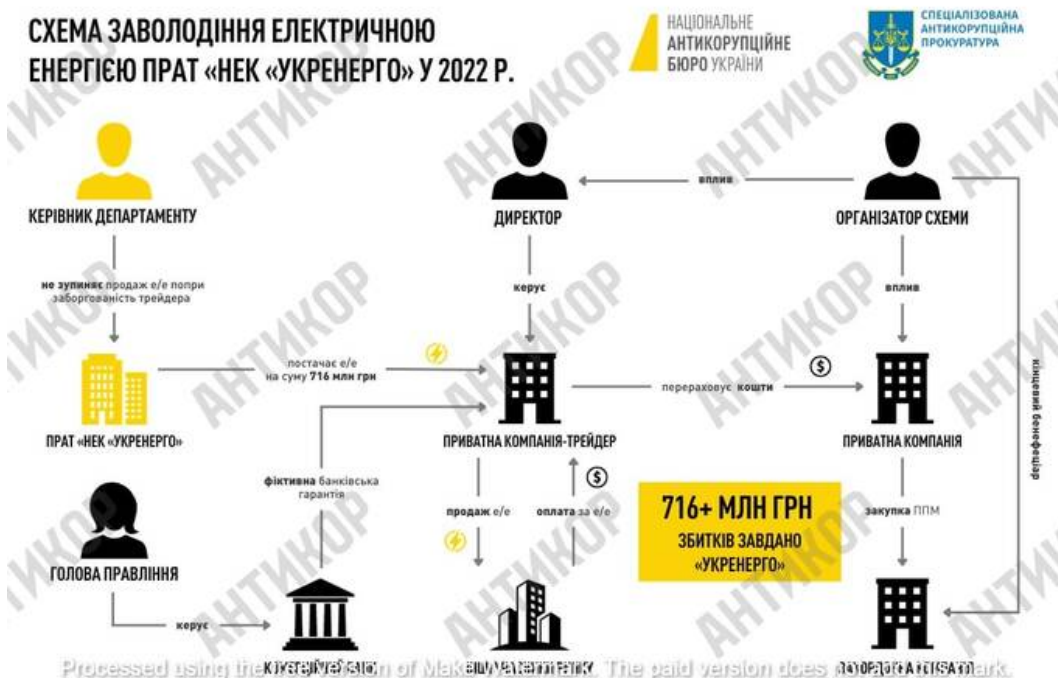 СХЕМА ЗАВОЛОДІННЯ ЕЛЕКТРИЧНОЮ
ЕНЕРГІЄЮ ПРАТ «НЕК «УКРЕНЕРГО» У 2022 Р.
НАЦІОНАЛЬНЕ
АНТИКОРУПЦІЙНЕ
БЮРО УКРАЇНИ
СПЕЦІАЛІЗОВАНА
АНТИКОРУПЦІЙНА
ПРОКУРАТУРА
КЕРІВНИК ДЕПАРТАМЕНТУ
ДИРЕКТОР
вплив
ОРГАНІЗАТОР СХЕМИ
не зупиняє продаж е/е попри
заборгованість трейдера
керує
вплив
постачає е/е
на суму 716 млн грн
перераховує кошти
кінцевий бенефеціар
ПРАТ «НЕК «УКРЕНЕРГО»
ПРИВАТНА КОМПАНІЯ-ТРЕЙДЕР
ПРИВАТНА КОМПАНІЯ
фіктивна банківська
гарантія
продаж е/е
оплата за е/е
716+ МЛН ГРН
ЗБИТКІВ ЗАВДАНО
«УКРЕНЕРГО»
закупка ППМ
ГОЛОВА ПРАВЛІННЯ
керує
АНТИКОР
Processed using the version of The paid version does mark.